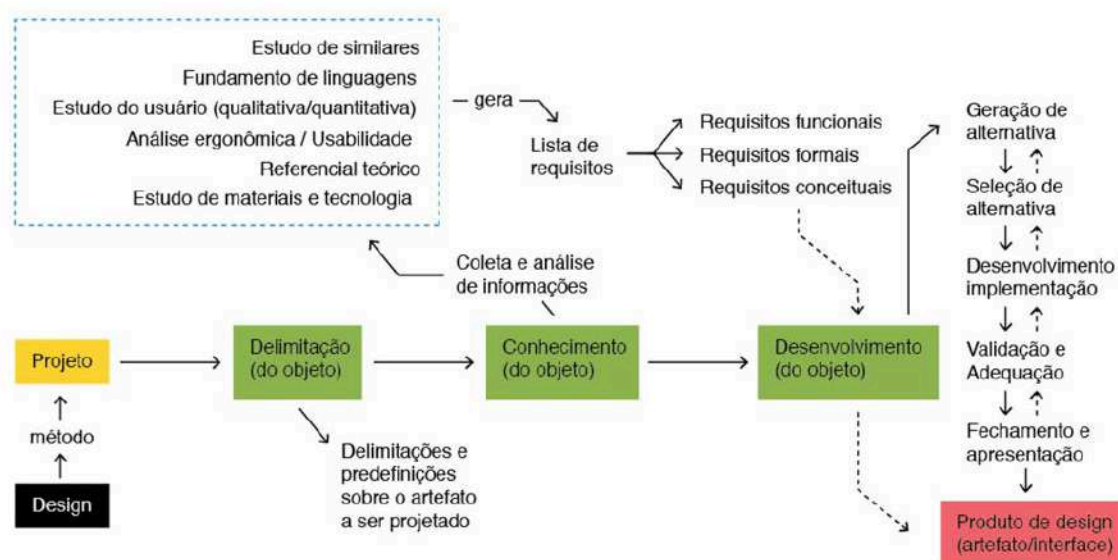 Estudo de similares
Fundamento de linguagens
Estudo do usuário (qualitativa/quantitativa)
Análise ergonômica / Usabilidade
Referencial teórico
Estudo de materiais e tecnologia
gera
Lista de
requisitos
Requisitos funcionais
Requisitos formais
Requisitos conceituais
Geração de
alternativa
Seleção de
alternativa
Desenvolvimento
implementação
Validação e
Adequação
Fechamento e
apresentação
Coleta e análise
de informações
Projeto
Delimitação
(do objeto)
Conhecimento
(do objeto)
Desenvolvimento
(do objeto)
método
Design
Delimitações e
predefinições
sobre o artefato
a ser projetado
Produto de design
(artefato/interface)